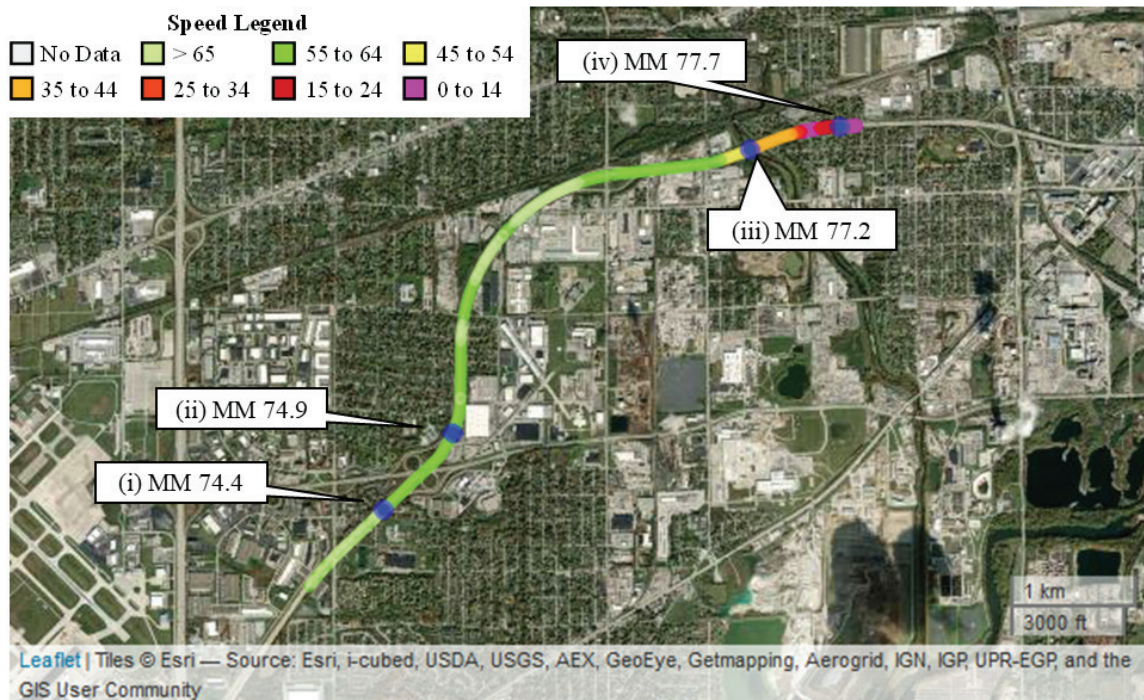 Speed Legend
No Data
> 65
55 to 64
45 to 54
35 to 44
25 to 34
15 to 24
0 to 14
(iv) MM 77.7
(iii) MM 77.2
(ii) MM 74.9
(i) MM 74.4
1 km
3000 ft
Leaflet | Tiles © Esri — Source: Esri, i-cubed, USDA, USGS, AEX, GeoEye, Getmapping, Aerogrid, IGN, IGP, UPR-EGP, and the
GIS User Community